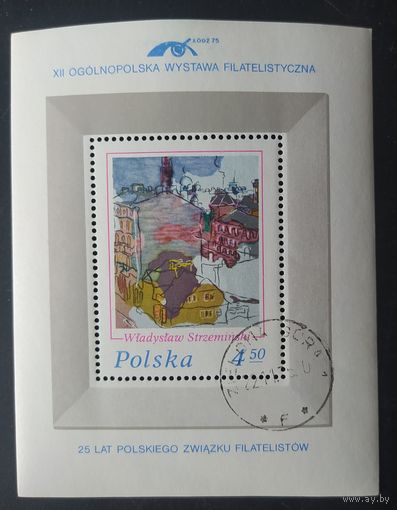 ŁÓDŹ 75
XII OGÓLNOPOLSKA WYSTAWA FILATELISTYCZNA
Władysław Strzemiński
Polska 4.50
25 LAT POLSKIEGO ZWIĄZKU FILATELISTÓW
www.ay.by